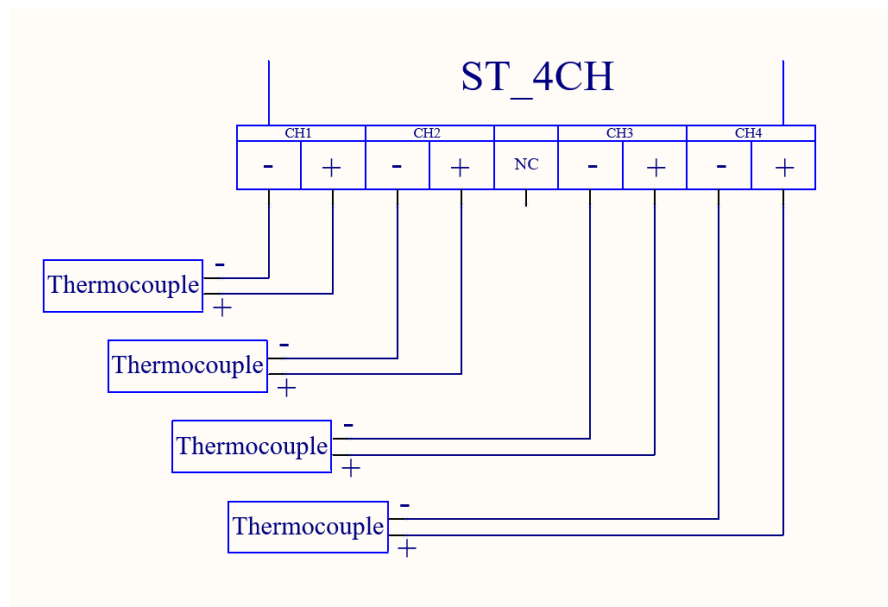 ST_4CH
CH1 CH2 CH3 CH4
- + - + NC - + - +
-
Thermocouple
+
-
Thermocouple
+
-
Thermocouple
+
-
Thermocouple
+